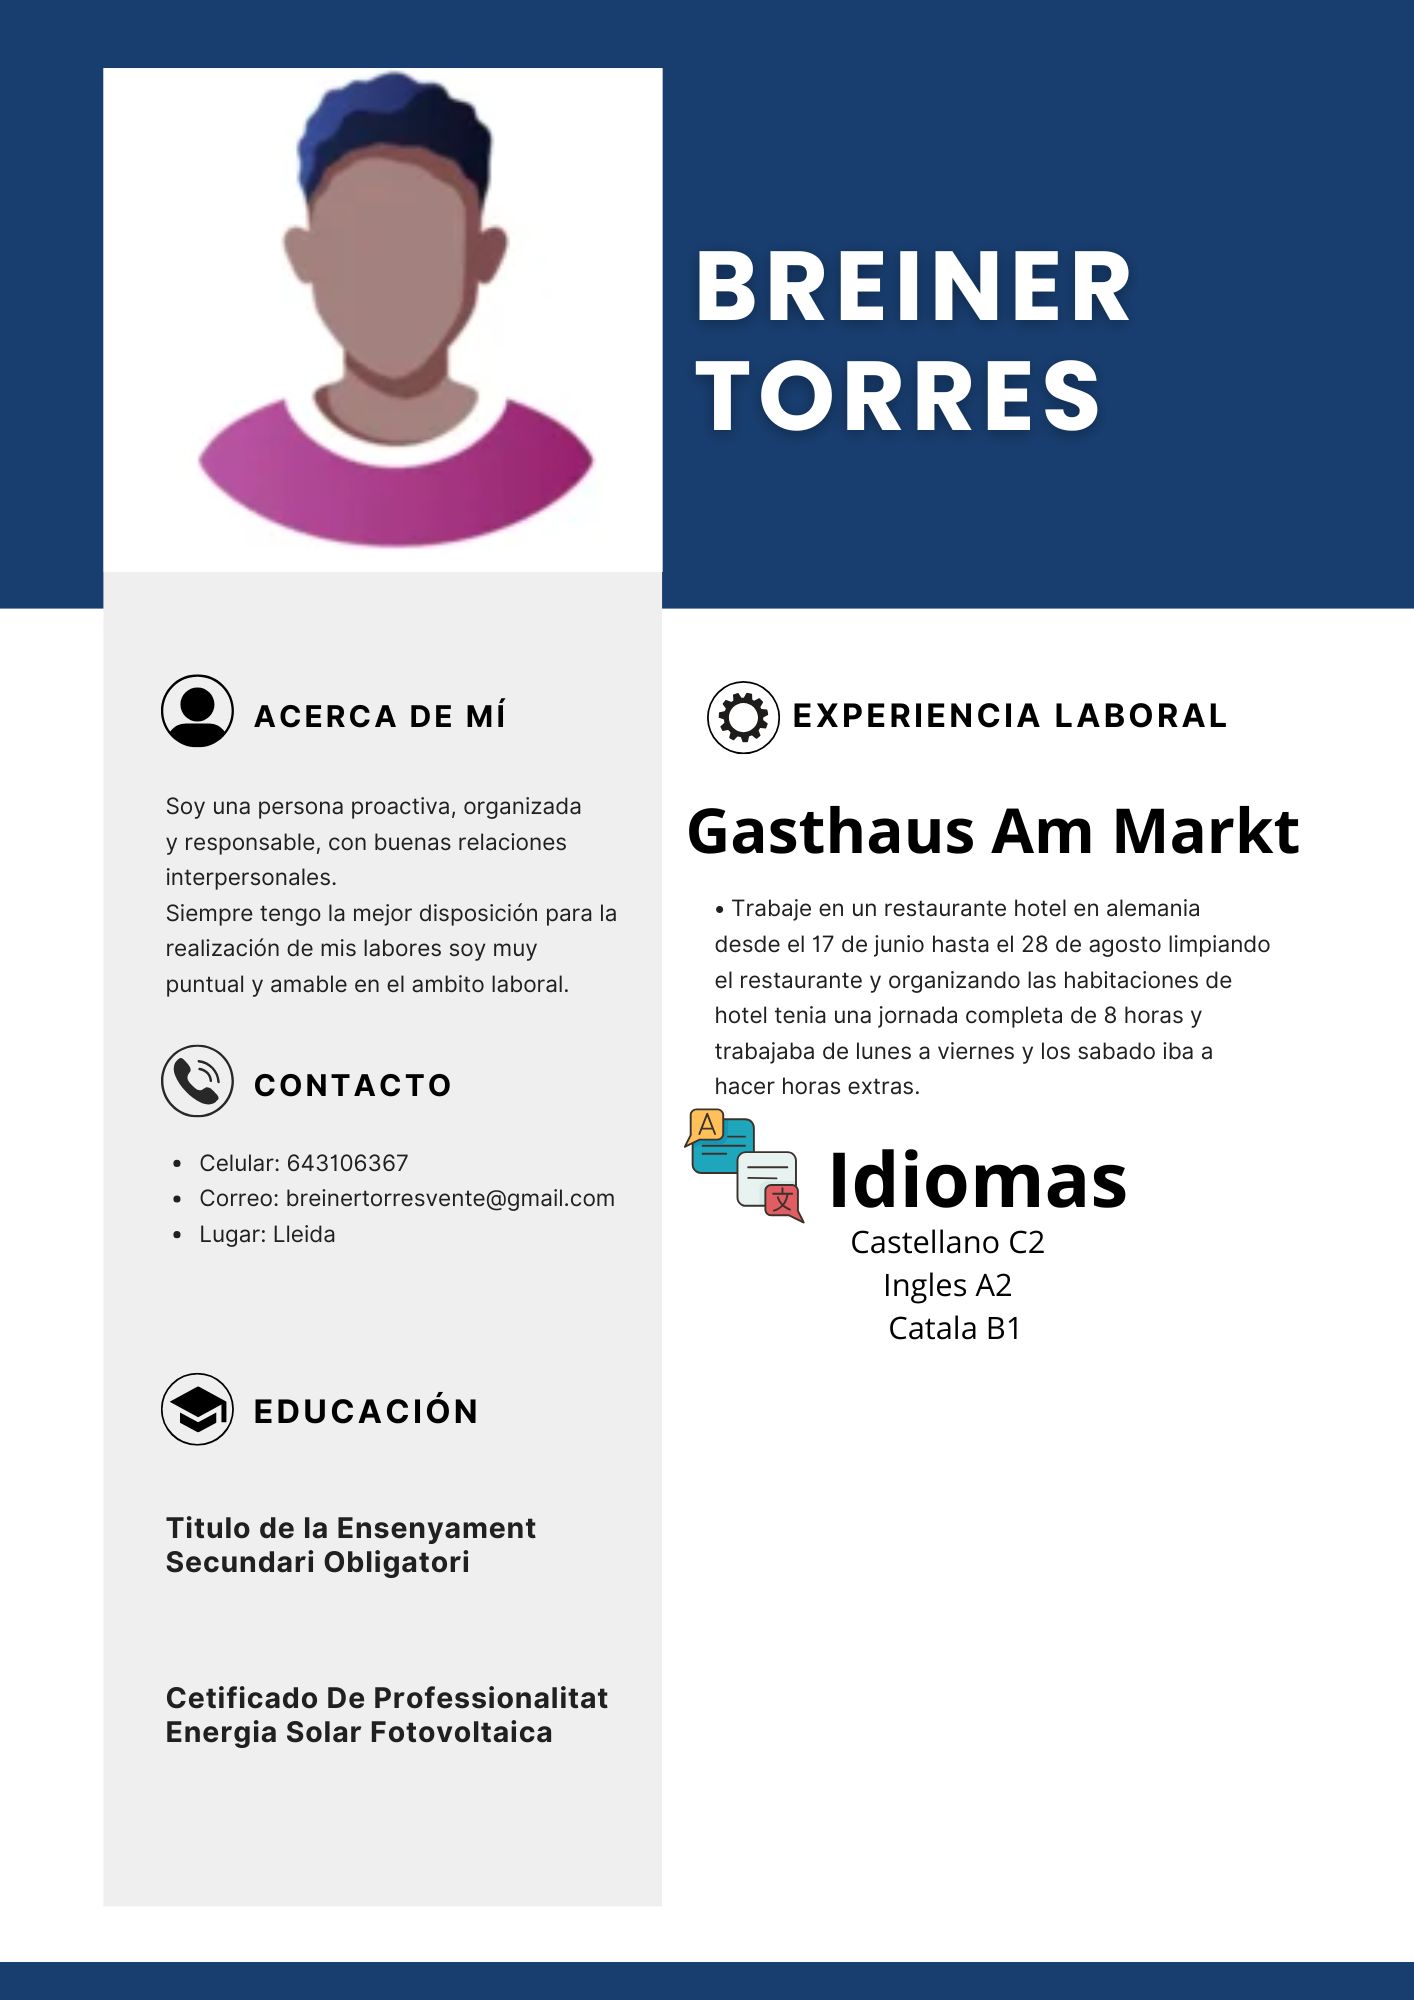 BREINER
TORRES
ACERCA DE MÍ
Soy una persona proactiva, organizada
y responsable, con buenas relaciones
interpersonales.
Siempre tengo la mejor disposición para la
realización de mis labores soy muy
puntual y amable en el ambito laboral.
CONTACTO
• Celular: 643106367
• Correo: breinertorresvente@gmail.com
• Lugar: Lleida
EDUCACIÓN
Titulo de la Ensenyament
Secundari Obligatori
Cetificado De Professionalitat
Energia Solar Fotovoltaica
EXPERIENCIA LABORAL
Gasthaus Am Markt
• Trabaje en un restaurante hotel en alemania
desde el 17 de junio hasta el 28 de agosto limpiando
el restaurante y organizando las habitaciones de
hotel tenia una jornada completa de 8 horas y
trabajaba de lunes a viernes y los sabado iba a
hacer horas extras.
A
文
Idiomas
Castellano C2
Ingles A2
Catala B1